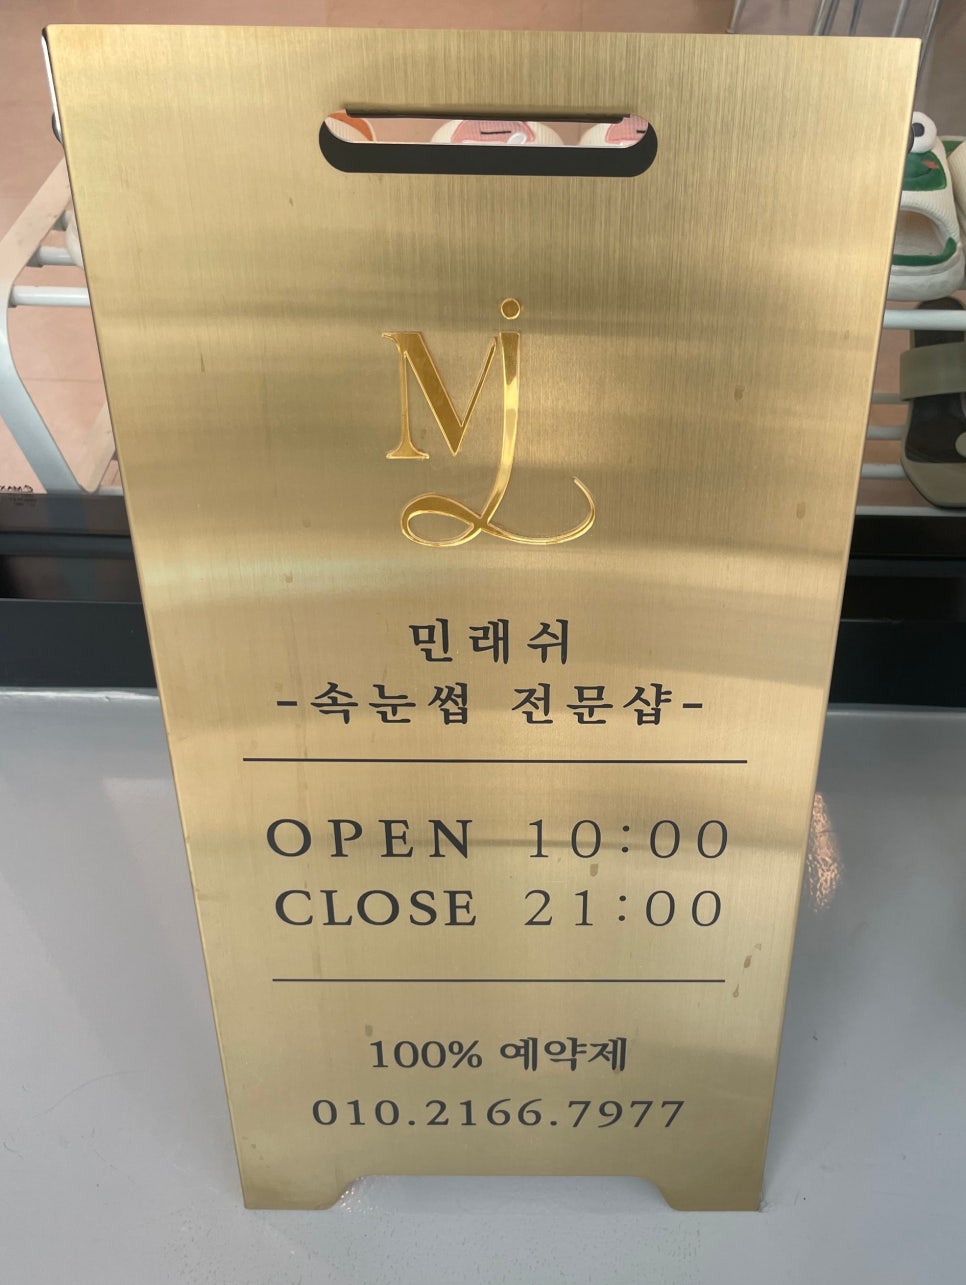 Mj
민래쉬
-속눈썹 전문샵-
OPEN 10:00
CLOSE 21:00
100% 예약제
010.2166.7977